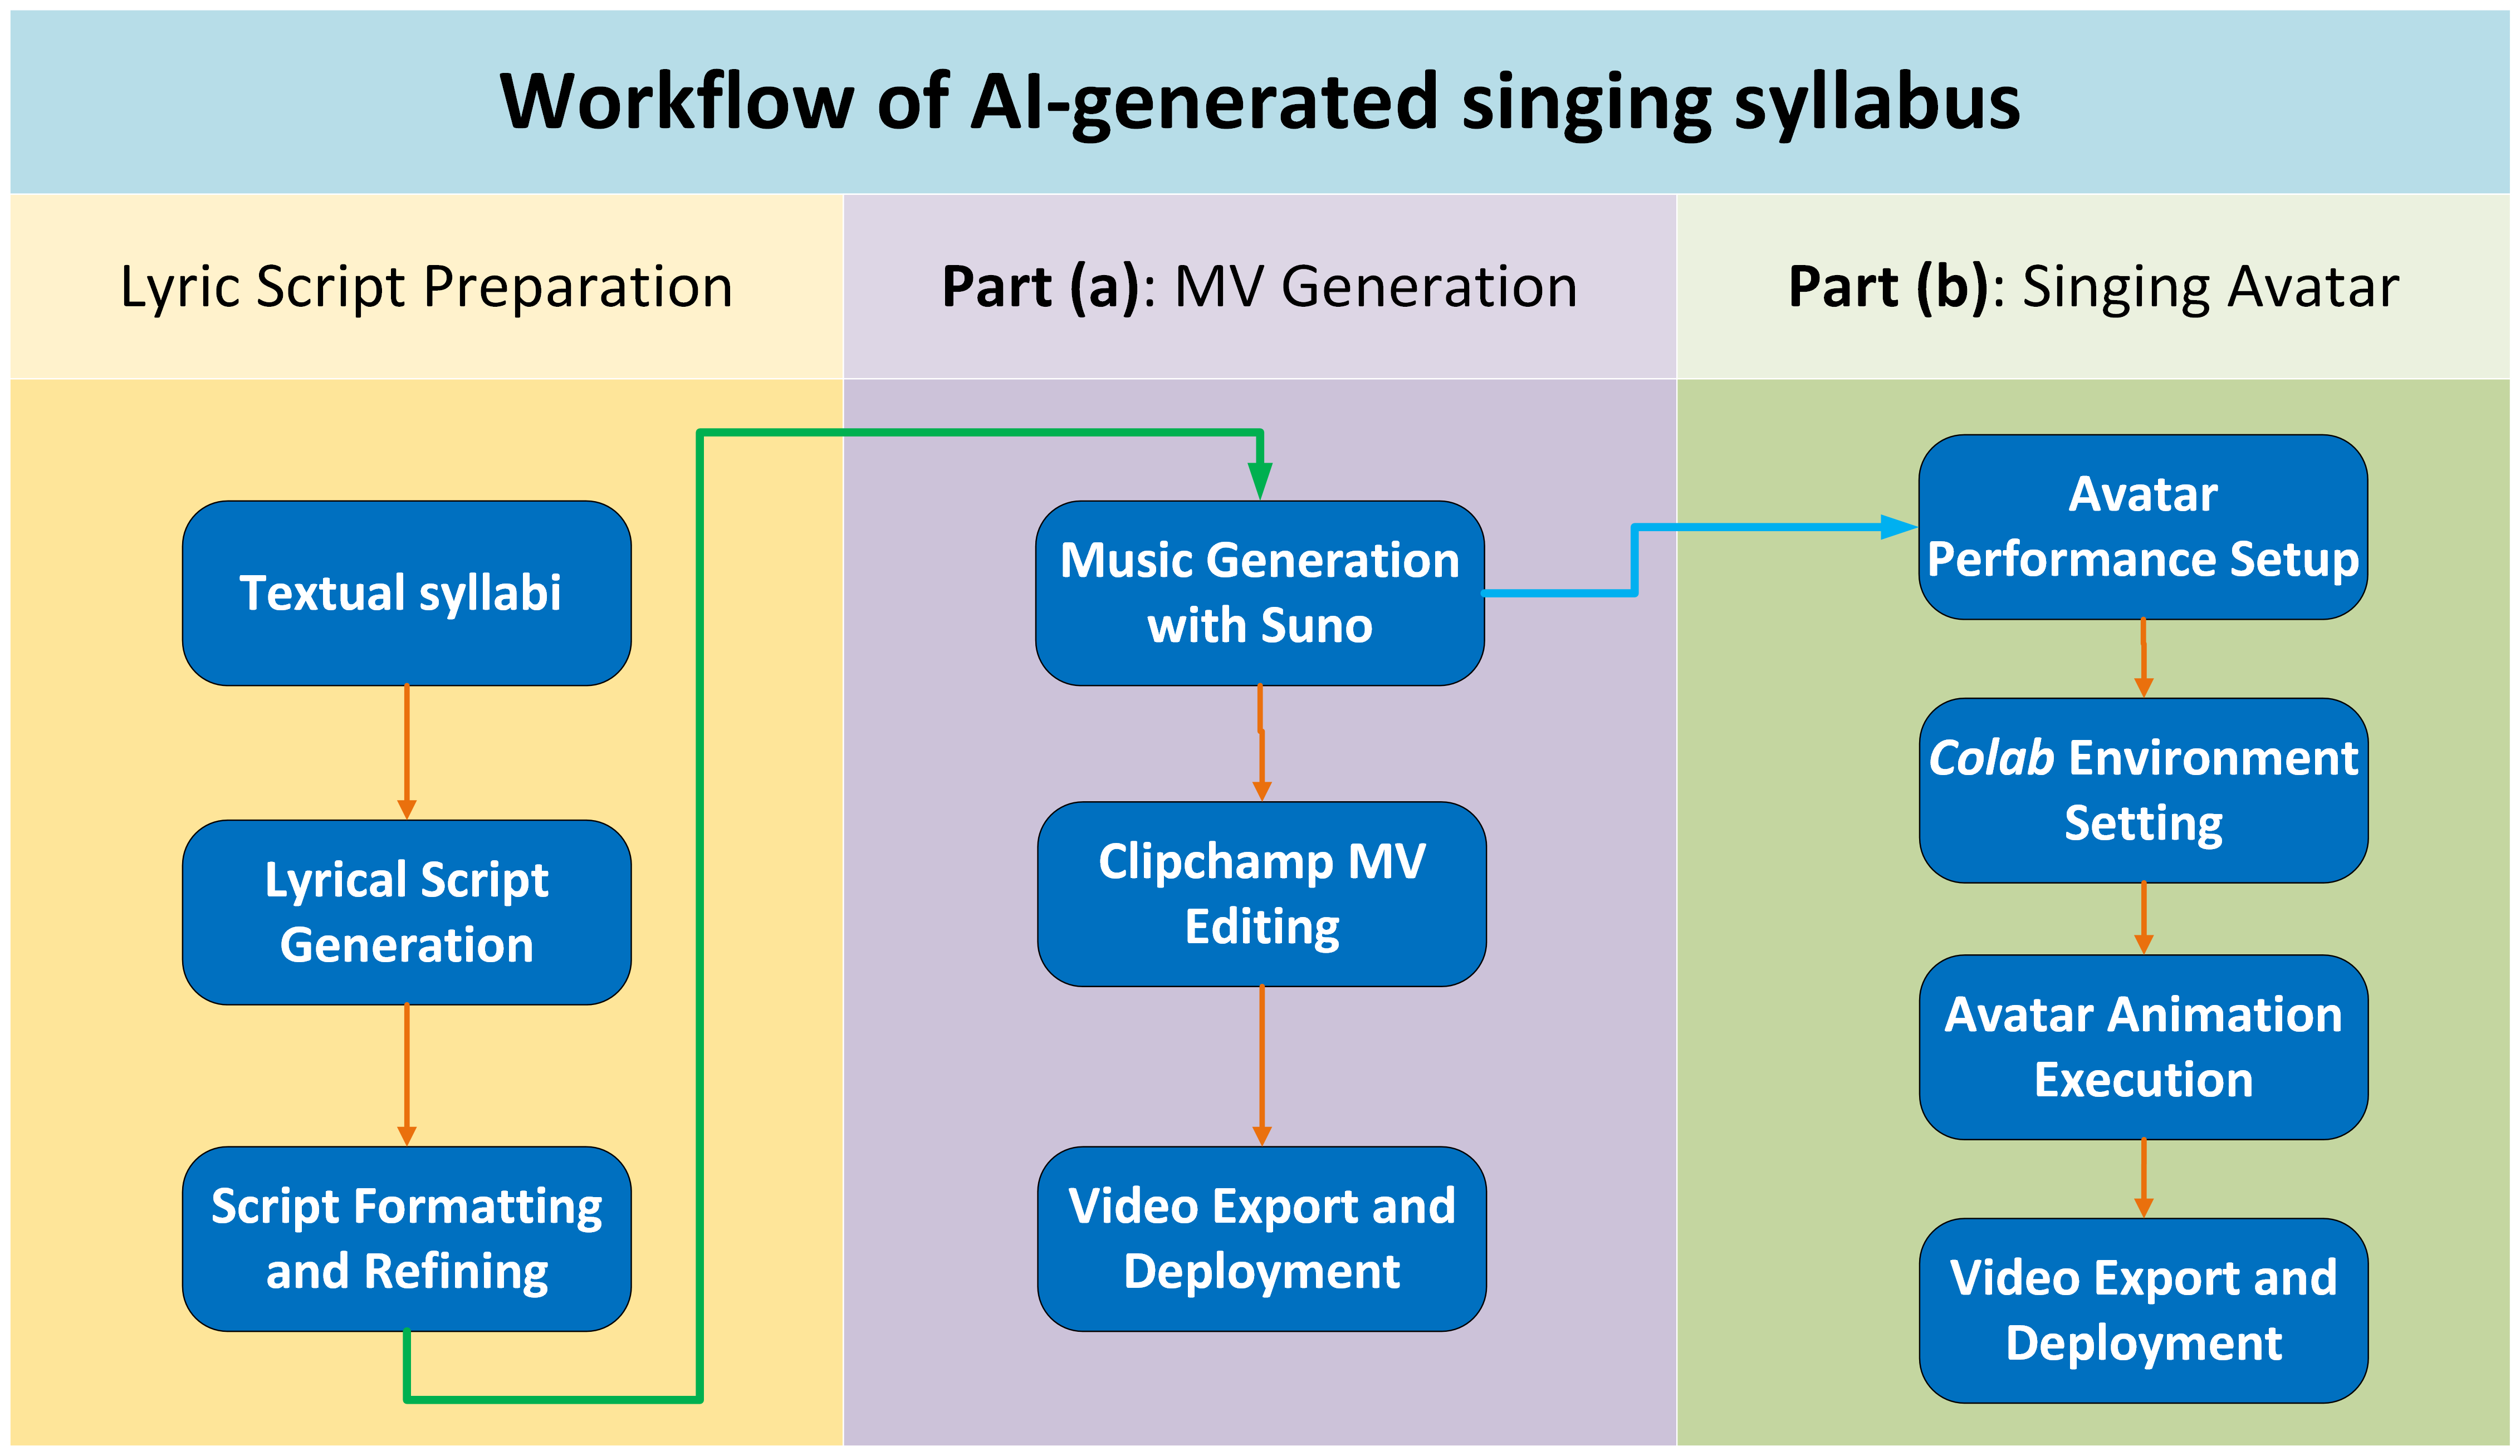 Workflow of AI-generated singing syllabus
Lyric Script Preparation
Part (a): MV Generation
Part (b): Singing Avatar
Textual syllabi
Lyrical Script
Generation
Script Formatting
and Refining
Music Generation
with Suno
Clipchamp MV
Editing
Video Export and
Deployment
Avatar
Performance Setup
Colab Environment
Setting
Avatar Animation
Execution
Video Export and
Deployment